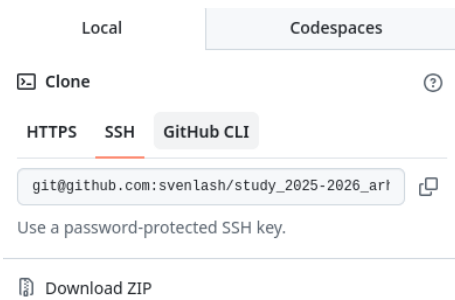 Local Codespaces
Clone
HTTPS SSH GitHub CLI
git@github.com:svenlash/study_2025-2026_arh
Use a password-protected SSH key.
Download ZIP